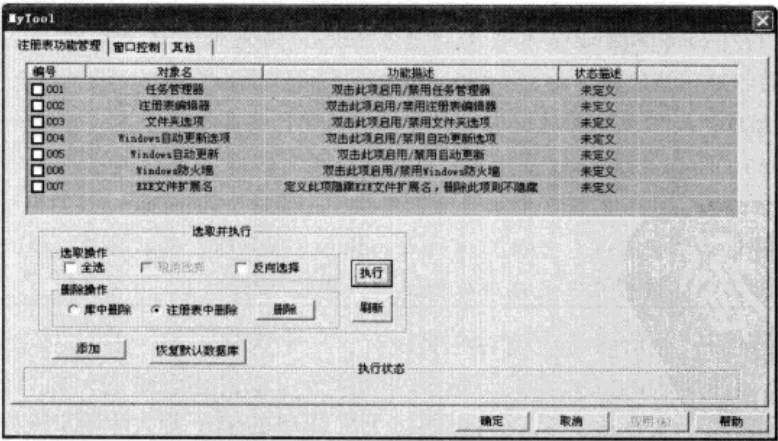 MyTool
注册表功能管理 窗口控制 其他
编号 对象名 功能描述 状态描述
001 任务管理器 双击此项启用/禁用任务管理器 未定义
002 注册表编辑器 双击此项启用/禁用注册表编辑器 未定义
003 文件夹选项 双击此项启用/禁用文件夹选项 未定义
004 Windows自动更新选项 双击此项启用/禁用自动更新选项 未定义
005 Windows自动更新 双击此项启用/禁用自动更新 未定义
006 Windows防火墙 双击此项启用/禁用Windows防火墙 未定义
007 EXE文件扩展名 定义此项隐藏EXE文件扩展名，删除此项则不隐藏 未定义
选取并执行
选取操作
全选 取消选择 反向选择 执行
删除操作
库中删除 注册表中删除 删除 刷新
添加 恢复默认数据库
执行状态
确定 取消 应用(A) 帮助